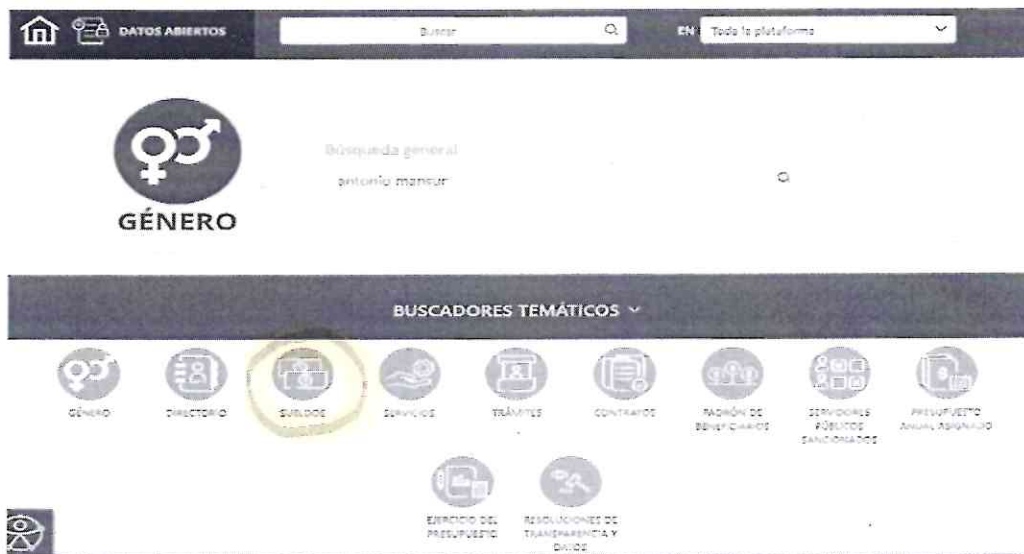 DATOS ABIERTOS
Buscar
EN
Toda la plataforma
Búsqueda general
antonio mansur
GÉNERO
BUSCADORES TEMÁTICOS
GÉNERO
DIRECTORIO
SUELDOS
SERVICIOS
TRÁMITES
CONTRATOS
PADRÓN DE
BENEFICIARIOS
SERVIDORES
PÚBLICOS
SANCIONADOS
PRESUPUESTO
ANUAL ASIGNADO
EJERCICIO DEL
PRESUPUESTO
RESOLUCIONES DE
TRANSPARENCIA Y
DATOS